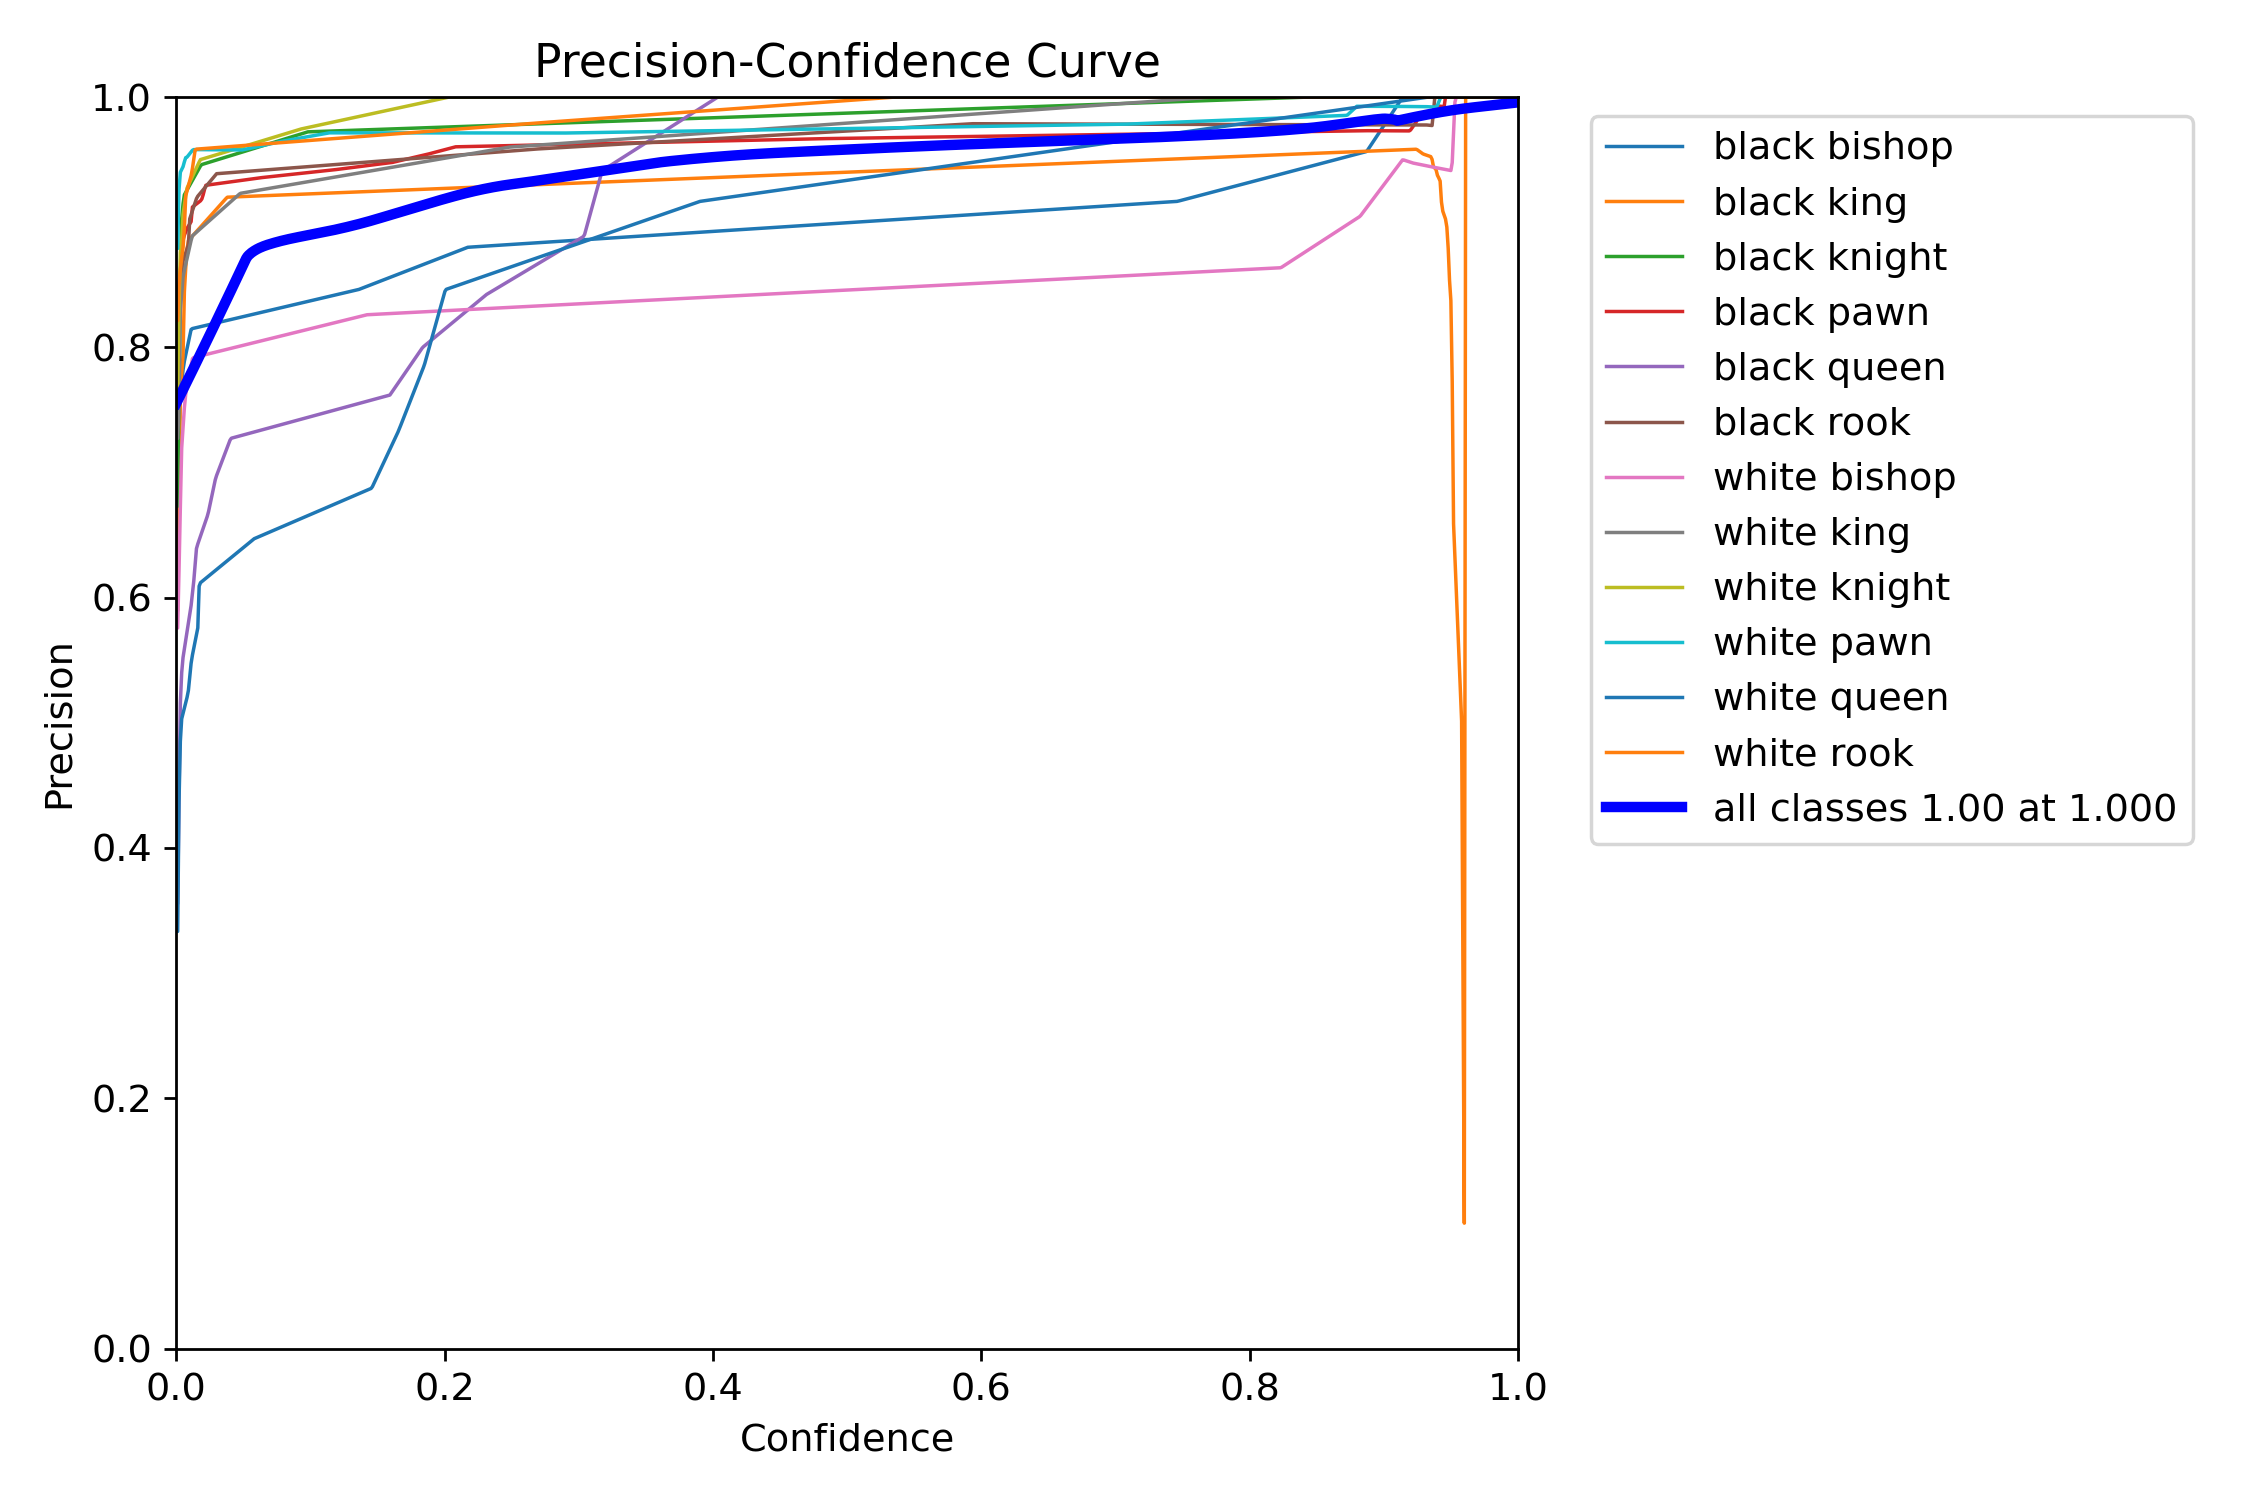 Precision-Confidence Curve
1.0
0.8
0.6
0.4
0.2
0.0
Precision
0.0 0.2 0.4 0.6 0.8 1.0
Confidence
black bishop
black king
black knight
black pawn
black queen
black rook
white bishop
white king
white knight
white pawn
white queen
white rook
all classes 1.00 at 1.000